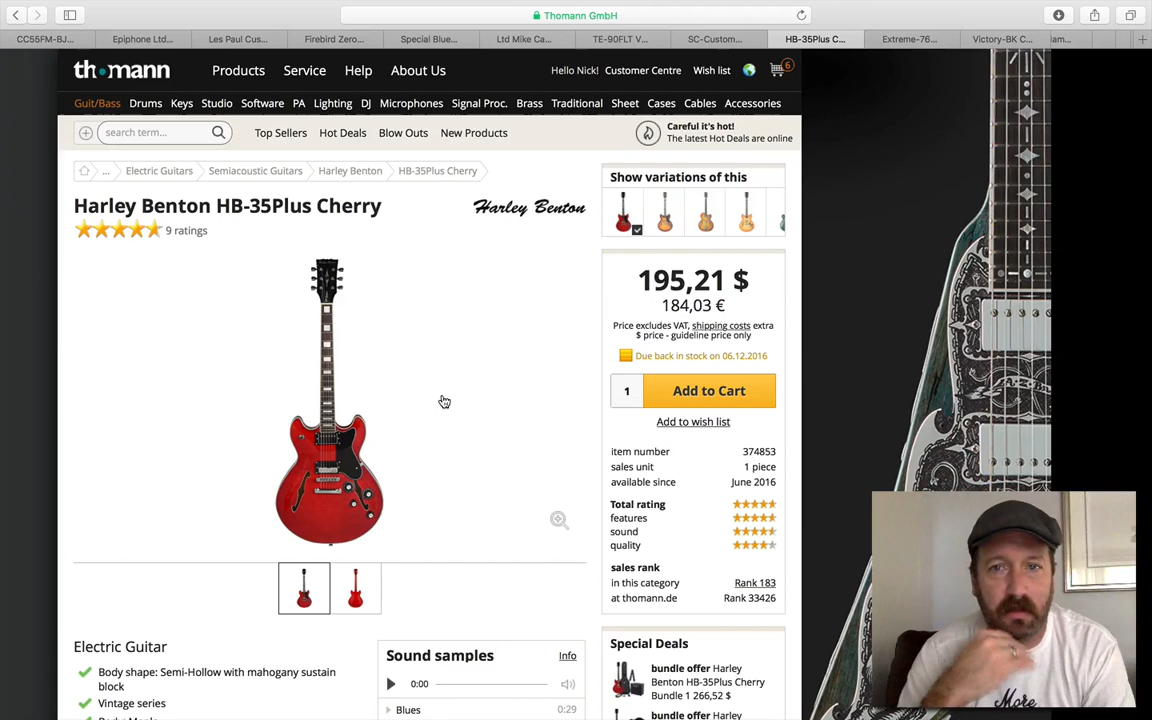 Thomann GmbH
CC55FM-BJ...
Epiphone Ltd...
Les Paul Cus...
Firebird Zero...
Special Blue...
Ltd Mike Ca...
TE-90FLT V...
SC-Custom...
HB-35Plus C...
Extreme-76...
Victory-BK C...
th•mann
Products
Service
Help
About Us
Hello Nick!
Customer Centre
Wish list
6
Guit/Bass
Drums
Keys
Studio
Software
PA
Lighting
DJ
Microphones
Signal Proc.
Brass
Traditional
Sheet
Cases
Cables
Accessories
search term...
Top Sellers
Hot Deals
Blow Outs
New Products
Careful it's hot!
The latest Hot Deals are online
...
Electric Guitars
Semiacoustic Guitars
Harley Benton
HB-35Plus Cherry
Harley Benton HB-35Plus Cherry
Harley Benton
9 ratings
Show variations of this
195,21 $
184,03 €
Price excludes VAT, shipping costs extra
$ price - guideline price only
Due back in stock on 06.12.2016
1
Add to Cart
Add to wish list
item number 374853
sales unit 1 piece
available since June 2016
Total rating
features
sound
quality
sales rank
in this category Rank 183
at thomann.de Rank 33426
Special Deals
bundle offer Harley
Benton HB-35Plus Cherry
Bundle 1 266,52 $
bundle offer Harley
Electric Guitar
Body shape: Semi-Hollow with mahogany sustain
block
Vintage series
Sound samples
Info
0:00
Blues
0:29
More